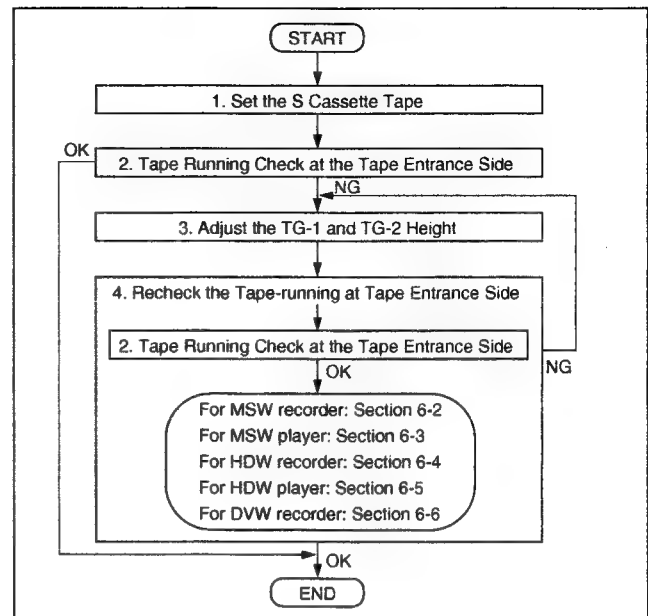 START
1. Set the S Cassette Tape
OK
2. Tape Running Check at the Tape Entrance Side
NG
3. Adjust the TG-1 and TG-2 Height
4. Recheck the Tape-running at Tape Entrance Side
2. Tape Running Check at the Tape Entrance Side
NG
OK
For MSW recorder: Section 6-2
For MSW player: Section 6-3
For HDW recorder: Section 6-4
For HDW player: Section 6-5
For DVW recorder: Section 6-6
OK
END